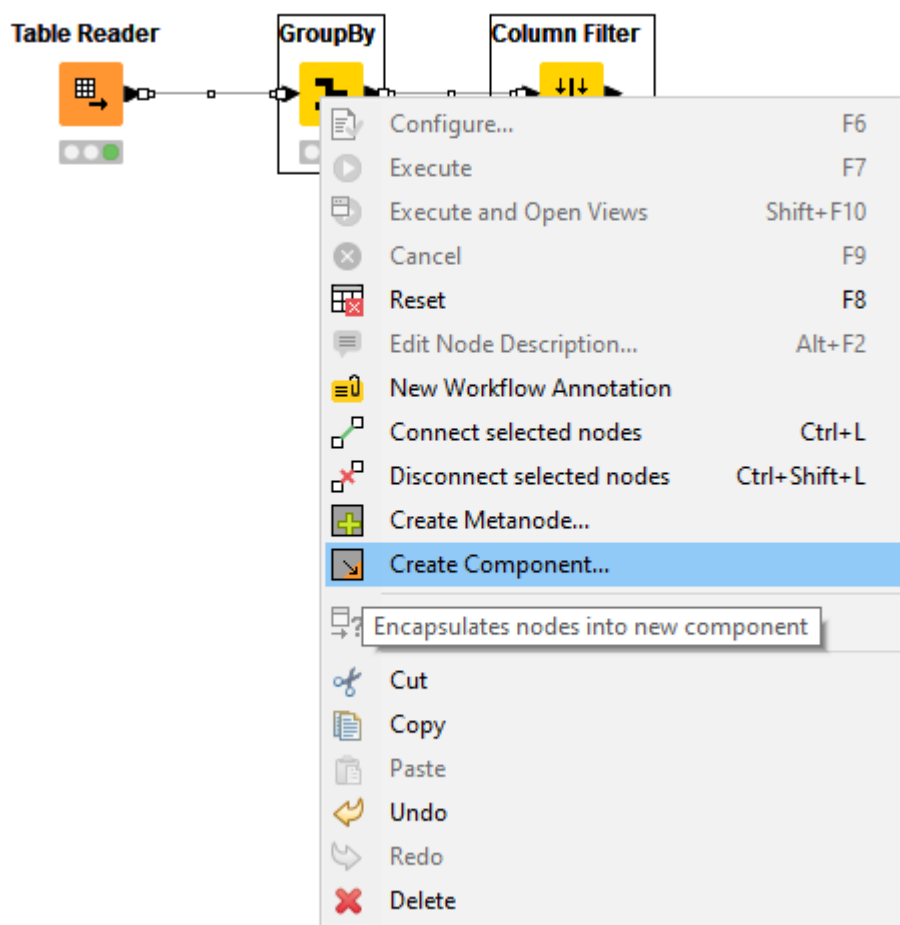 Table Reader
GroupBy
Column Filter
Configure... F6
Execute F7
Execute and Open Views Shift+F10
Cancel F9
Reset F8
Edit Node Description... Alt+F2
New Workflow Annotation
Connect selected nodes Ctrl+L
Disconnect selected nodes Ctrl+Shift+L
Create Metanode...
Create Component...
Encapsulates nodes into new component
Cut
Copy
Paste
Undo
Redo
Delete